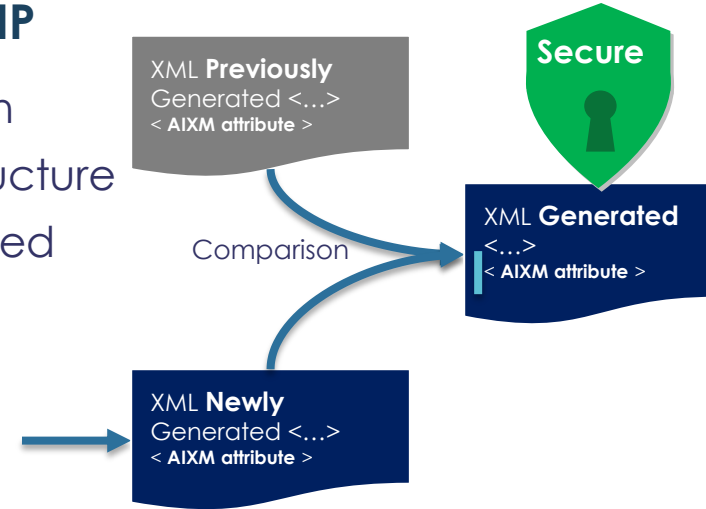 XML Previously
Generated <...>
< AIXM attribute >
Secure
Comparison
XML Generated
<...>
< AIXM attribute >
XML Newly
Generated <...>
< AIXM attribute >